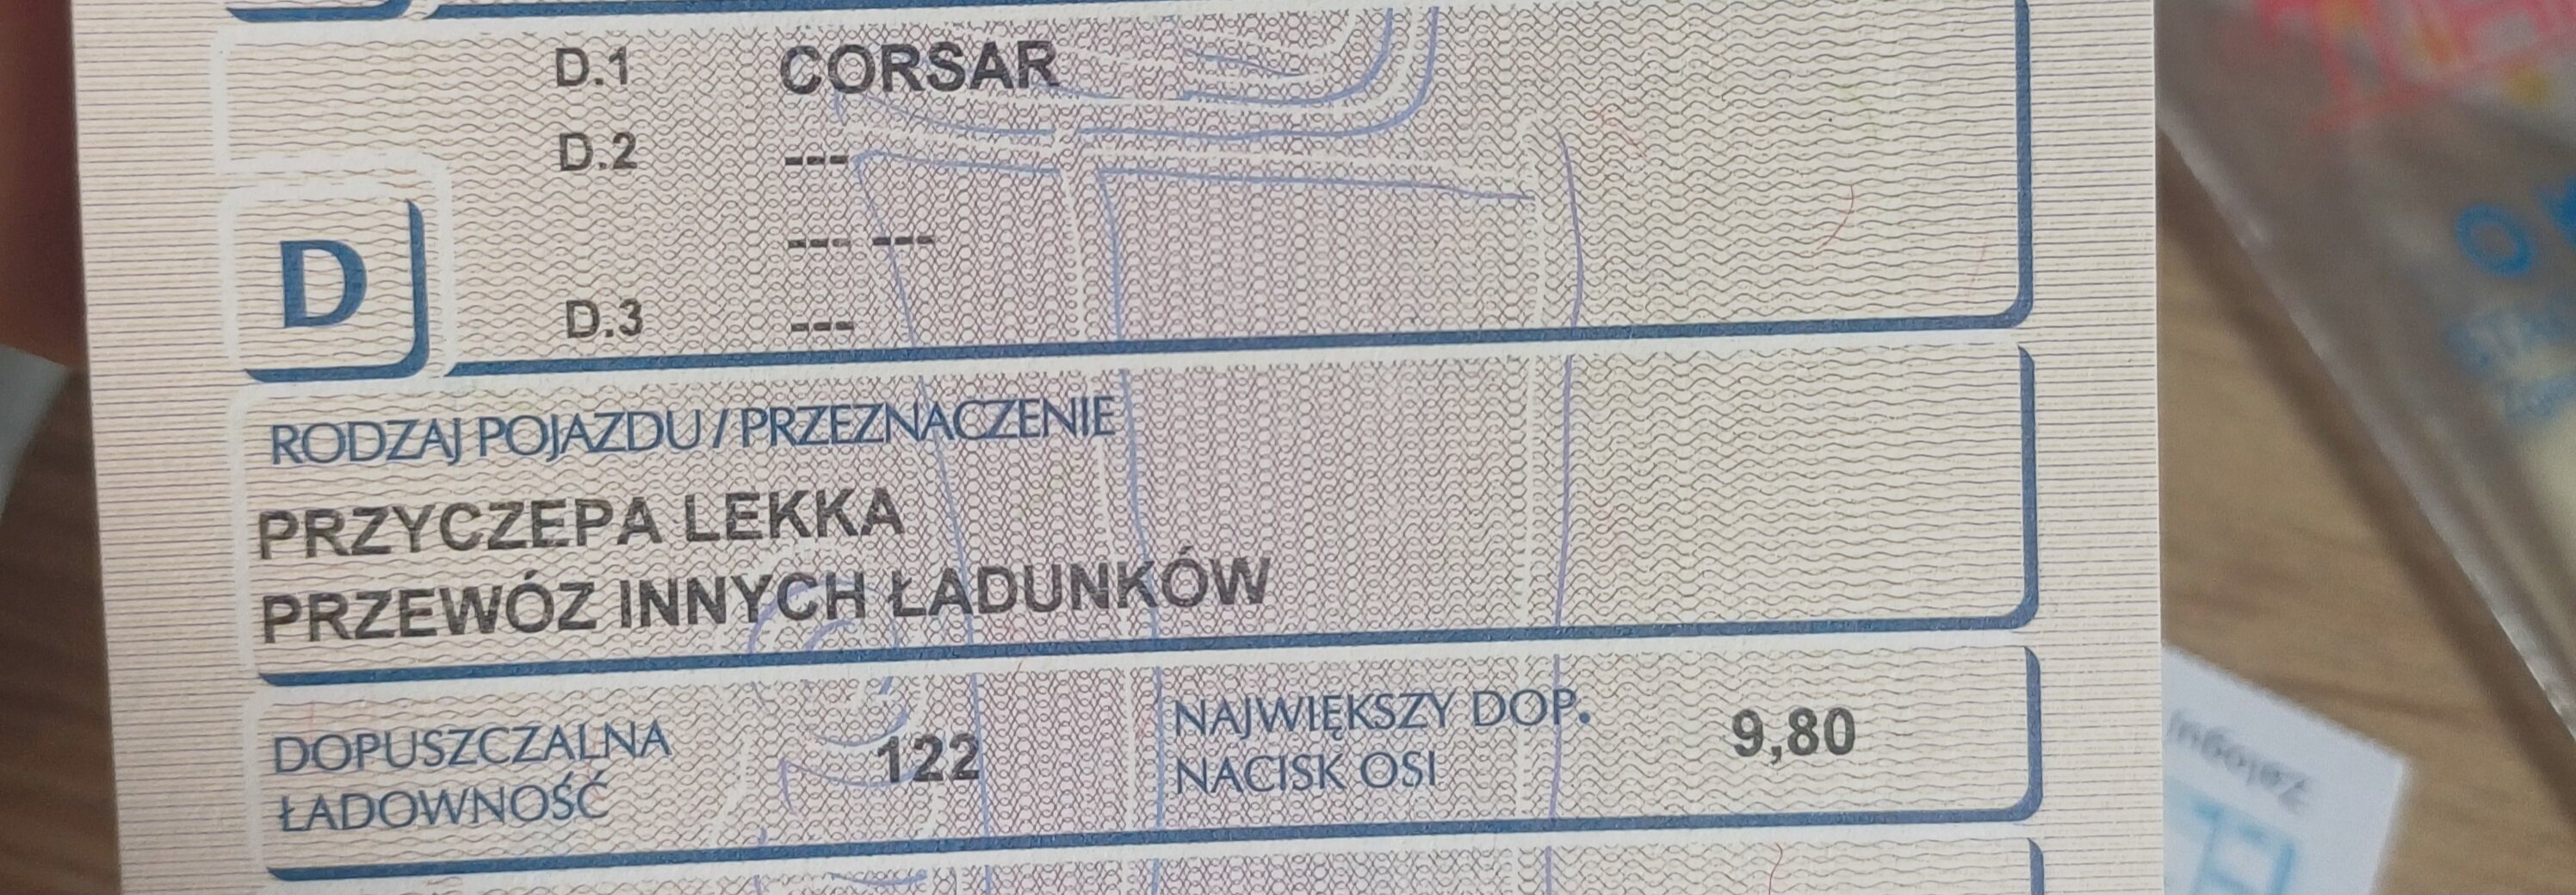 D.1 CORSAR
D.2 ---
--- ---
D D.3 ---
RODZAJ POJAZDU / PRZEZNACZENIE
PRZYCZEPA LEKKA
PRZEWÓZ INNYCH ŁADUNKÓW
DOPUSZCZALNA ŁADOWNOŚĆ 122
NAJWIĘKSZY DOP. NACISK OSI 9,80
Zaloguj